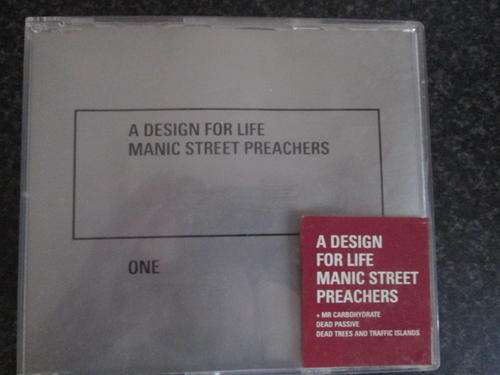 A DESIGN FOR LIFE
MANIC STREET PREACHERS
ONE
A DESIGN
FOR LIFE
MANIC STREET
PREACHERS
+ MR CARBOHYDRATE
DEAD PASSIVE
DEAD TREES AND TRAFFIC ISLANDS